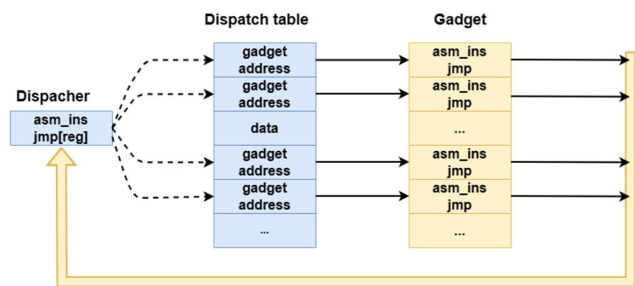 Dispatch table
Gadget
Dispacher
asm_ins
jmp[reg]
gadget
address
gadget
address
data
gadget
address
gadget
address
...
asm_ins
jmp
asm_ins
jmp
...
asm_ins
jmp
asm_ins
jmp
...